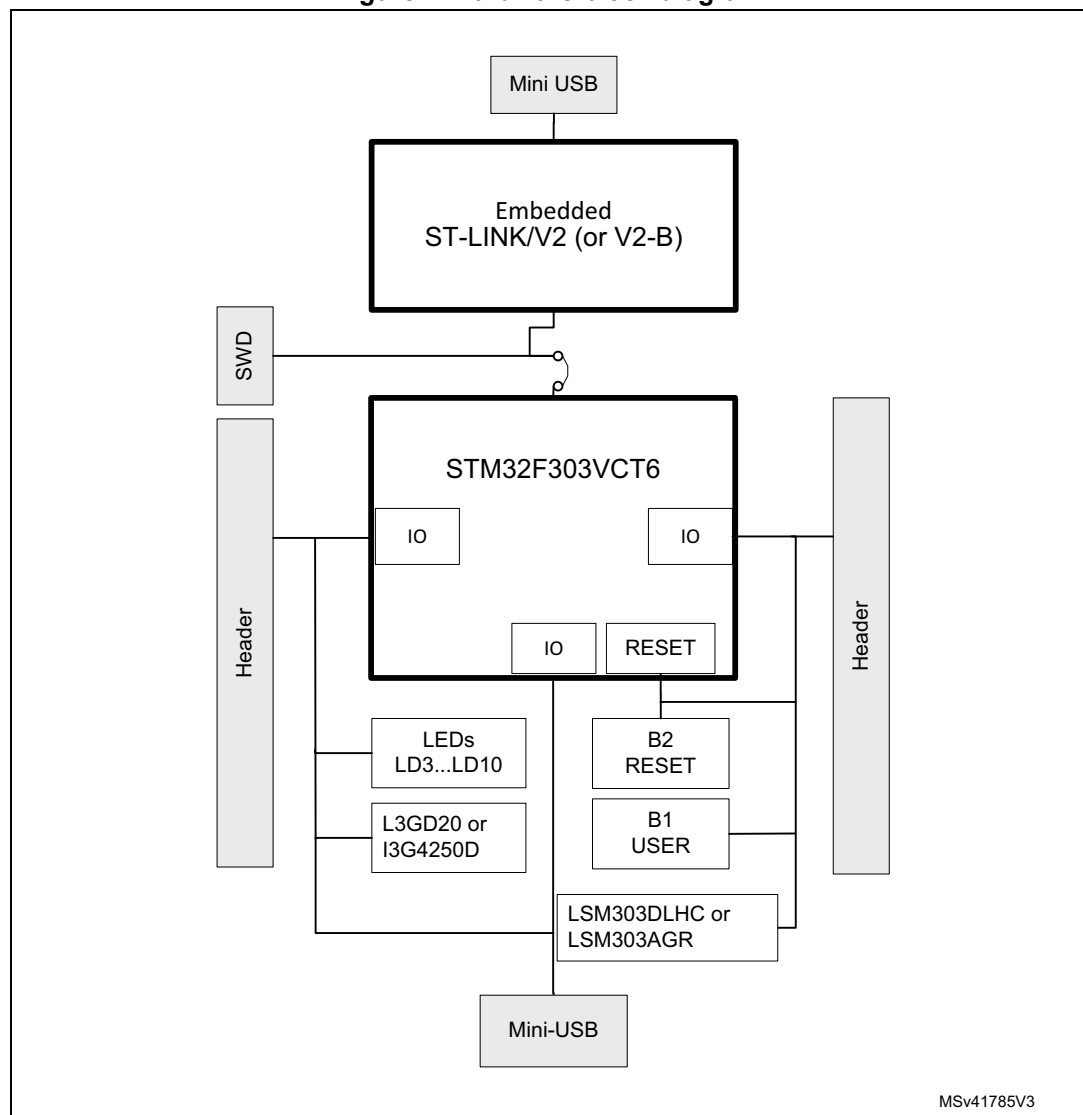 Mini USB
Embedded
ST-LINK/V2 (or V2-B)
SWD
STM32F303VCT6
IO
IO
Header
Header
IO
RESET
LEDs
LD3...LD10
B2
RESET
L3GD20 or
I3G4250D
B1
USER
LSM303DLHC or
LSM303AGR
Mini-USB
MSv41785V3